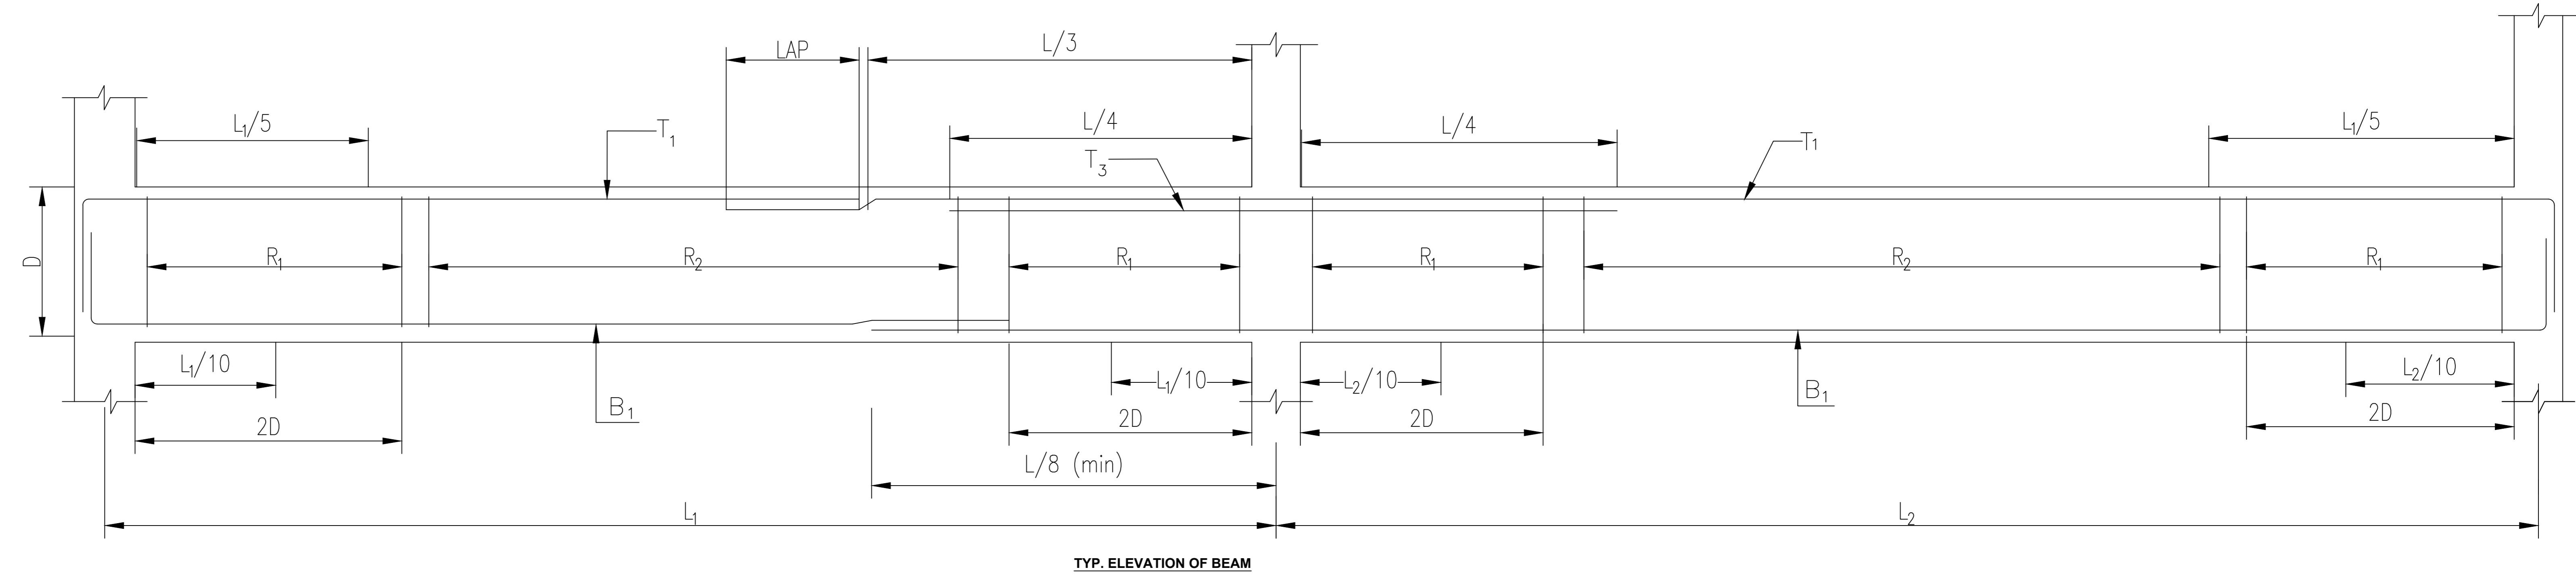 LAP
L/3
L₁/5
T₁
L/4
T₃
L/4
T₁
L₁/5
D
R₁
R₂
R₁
R₁
R₂
R₁
L₁/10
2D
B₁
L₁/10
2D
L₂/10
2D
B₁
L₂/10
2D
L/8 (min)
L₁
L₂
TYP. ELEVATION OF BEAM